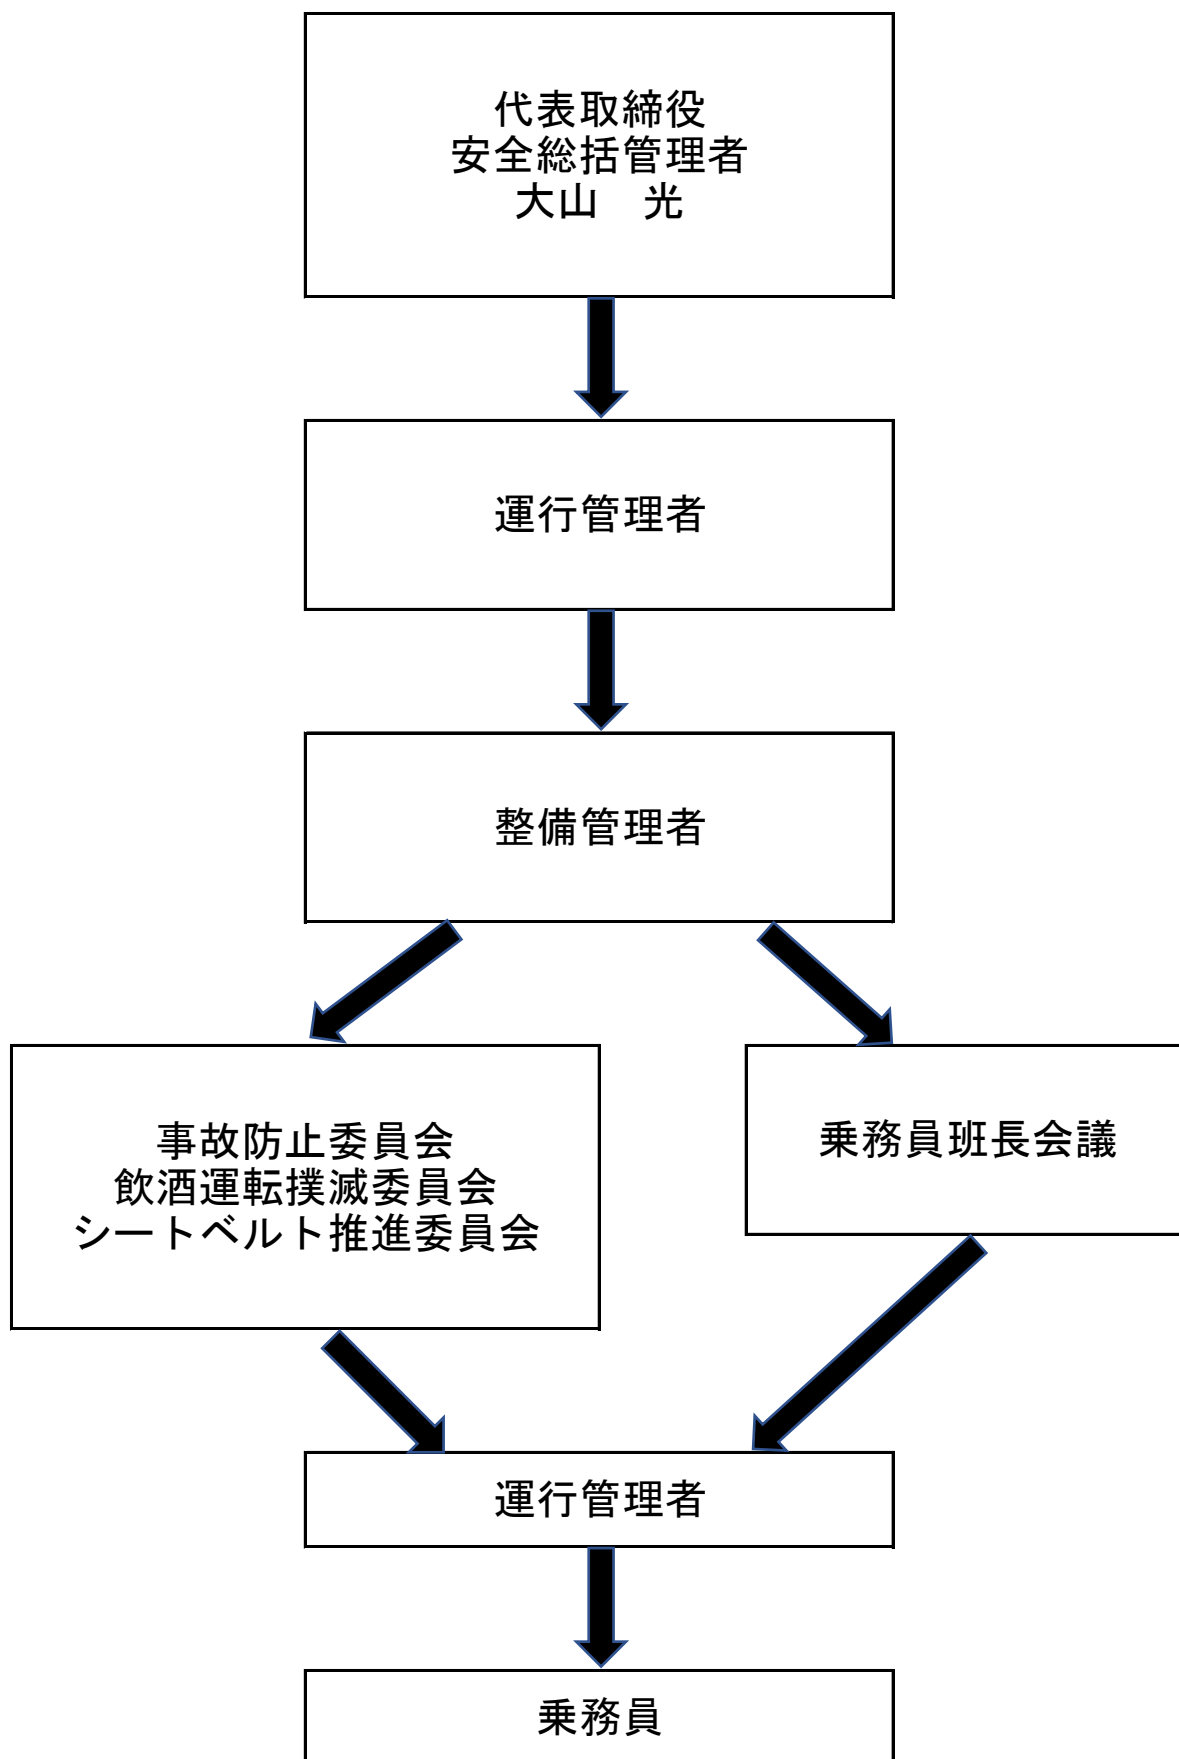 代表取締役
安全総括管理者
大山　光
運行管理者
整備管理者
事故防止委員会
飲酒運転撲滅委員会
シートベルト推進委員会
乗務員班長会議
運行管理者
乗務員